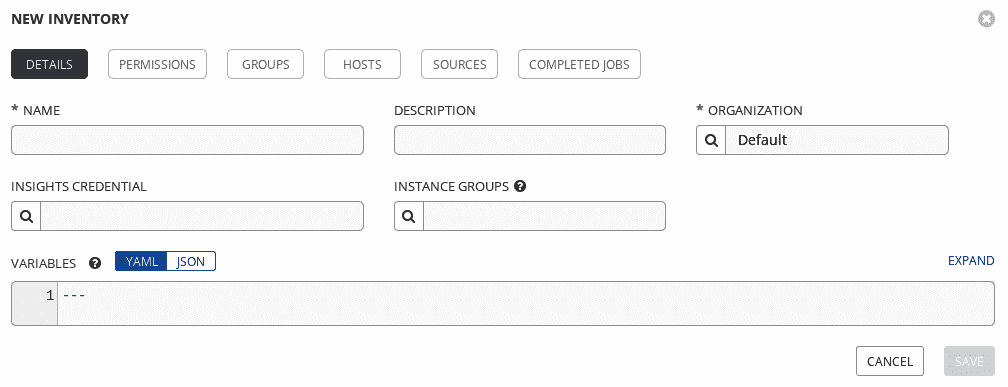 NEW INVENTORY
DETAILS PERMISSIONS GROUPS HOSTS SOURCES COMPLETED JOBS
* NAME DESCRIPTION * ORGANIZATION
Default
INSIGHTS CREDENTIAL INSTANCE GROUPS ?
VARIABLES ? YAML JSON EXPAND
1 ---
CANCEL SAVE